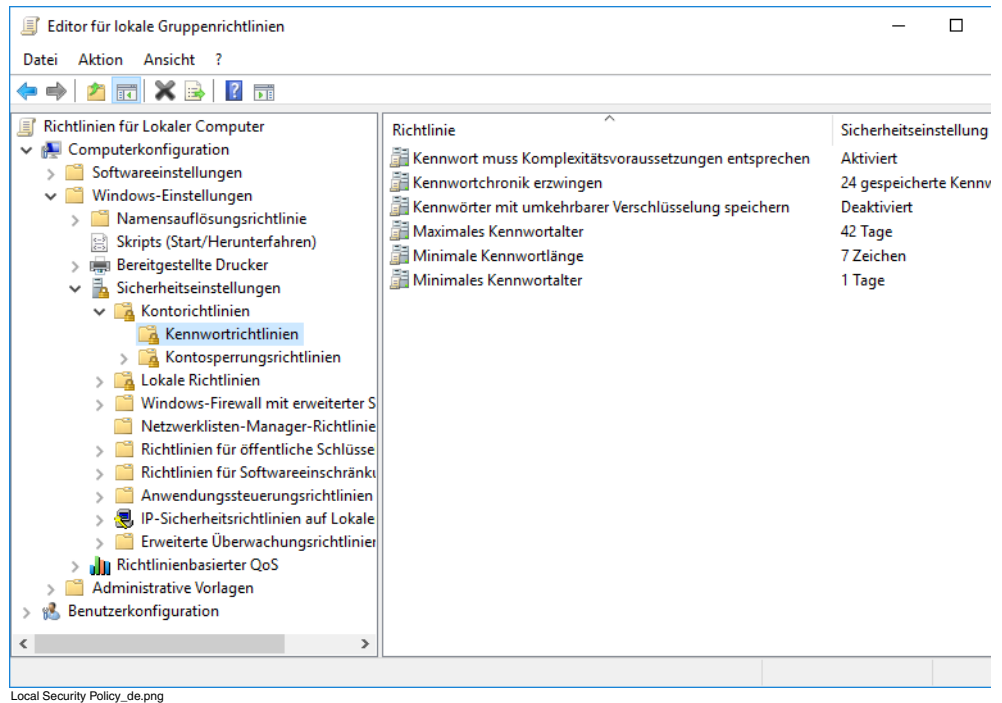 Editor für lokale Gruppenrichtlinien
Datei Aktion Ansicht ?
Richtlinien für Lokaler Computer
Computerkonfiguration
Softwareeinstellungen
Windows-Einstellungen
Namensauflösungsrichtlinie
Skripts (Start/Herunterfahren)
Bereitgestellte Drucker
Sicherheitseinstellungen
Kontorichtlinien
Kennwortrichtlinien
Kontosperrungsrichtlinien
Lokale Richtlinien
Windows-Firewall mit erweiterter S
Netzwerklisten-Manager-Richtlinie
Richtlinien für öffentliche Schlüsse
Richtlinien für Softwareeinschränku
Anwendungssteuerungsrichtlinien
IP-Sicherheitsrichtlinien auf Lokale
Erweiterte Überwachungsrichtlinien
Richtlinienbasierter QoS
Administrative Vorlagen
Benutzerkonfiguration
Richtlinie Sicherheitseinstellung
Kennwort muss Komplexitätsvoraussetzungen entsprechen Aktiviert
Kennwortchronik erzwingen 24 gespeicherte Kennw
Kennwörter mit umkehrbarer Verschlüsselung speichern Deaktiviert
Maximales Kennwortalter 42 Tage
Minimale Kennwortlänge 7 Zeichen
Minimales Kennwortalter 1 Tage
Local Security Policy_de.png